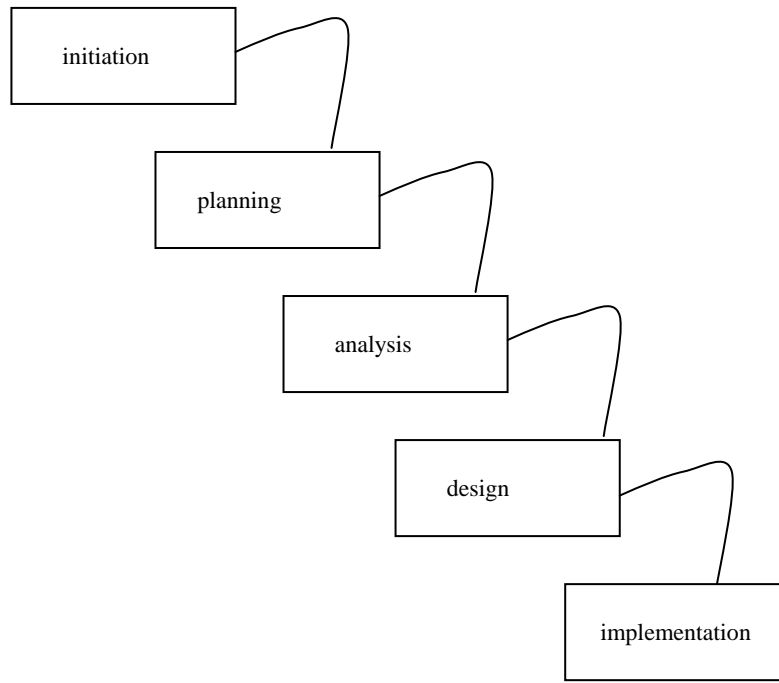 initiation
planning
analysis
design
implementation